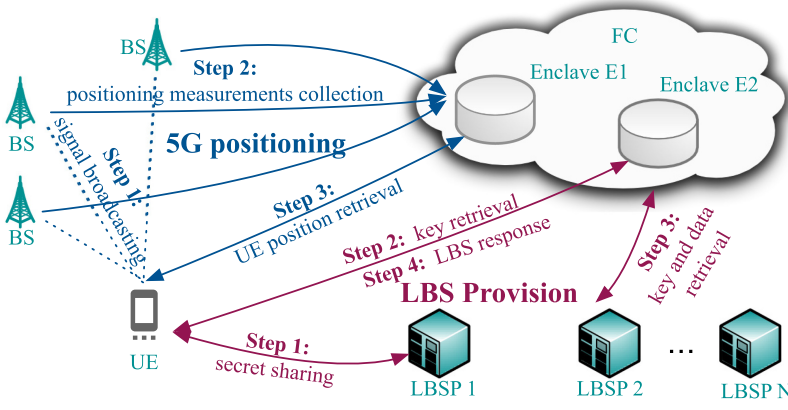 FC
BS
Enclave E1
Step 2:
Enclave E2
positioning measurements collection
BS
5G positioning
Step 1:
signal broadcasting
BS
Step 3:
UE position retrieval
Step 2: key retrieval
Step 4: LBS response
Step 3:
key and data
retrieval
LBS Provision
UE
Step 1:
secret sharing
LBSP 1
LBSP 2
...
LBSP N